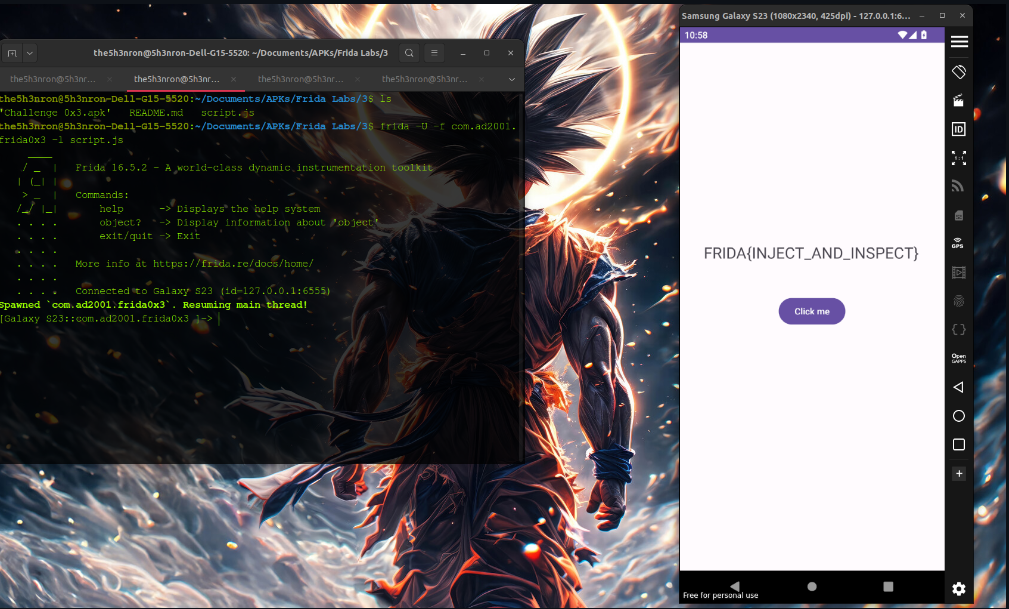 the5h3nron@5h3nron-Dell-G15-5520: ~/Documents/APKs/Frida Labs/3
the5h3nron@5h3nr... × the5h3nron@5h3nr... × the5h3nron@5h3nr... × the5h3nron@5h3nr... ×
the5h3nron@5h3nron-Dell-G15-5520:~/Documents/APKs/Frida Labs/3$ ls
'Challenge 0x3.apk' README.md script.js
the5h3nron@5h3nron-Dell-G15-5520:~/Documents/APKs/Frida Labs/3$ frida -U -f com.ad2001.
frida0x3 -l script.js
____
/ _ | Frida 16.5.2 - A world-class dynamic instrumentation toolkit
| (_| |
> _ | Commands:
/_/ |_| help -> Displays the help system
. . . . object? -> Display information about 'object'
. . . . exit/quit -> Exit
. . . .
. . . . More info at https://frida.re/docs/home/
. . . .
. . . . Connected to Galaxy S23 (id=127.0.0.1:6555)
Spawned `com.ad2001.frida0x3`. Resuming main thread!
[Galaxy S23::com.ad2001.frida0x3 ]->
Samsung Galaxy S23 (1080x2340, 425dpi) - 127.0.0.1:6...
10:58
FRIDA{INJECT_AND_INSPECT}
Click me
Free for personal use
ID
1:1
GPS
Open
GAPPS